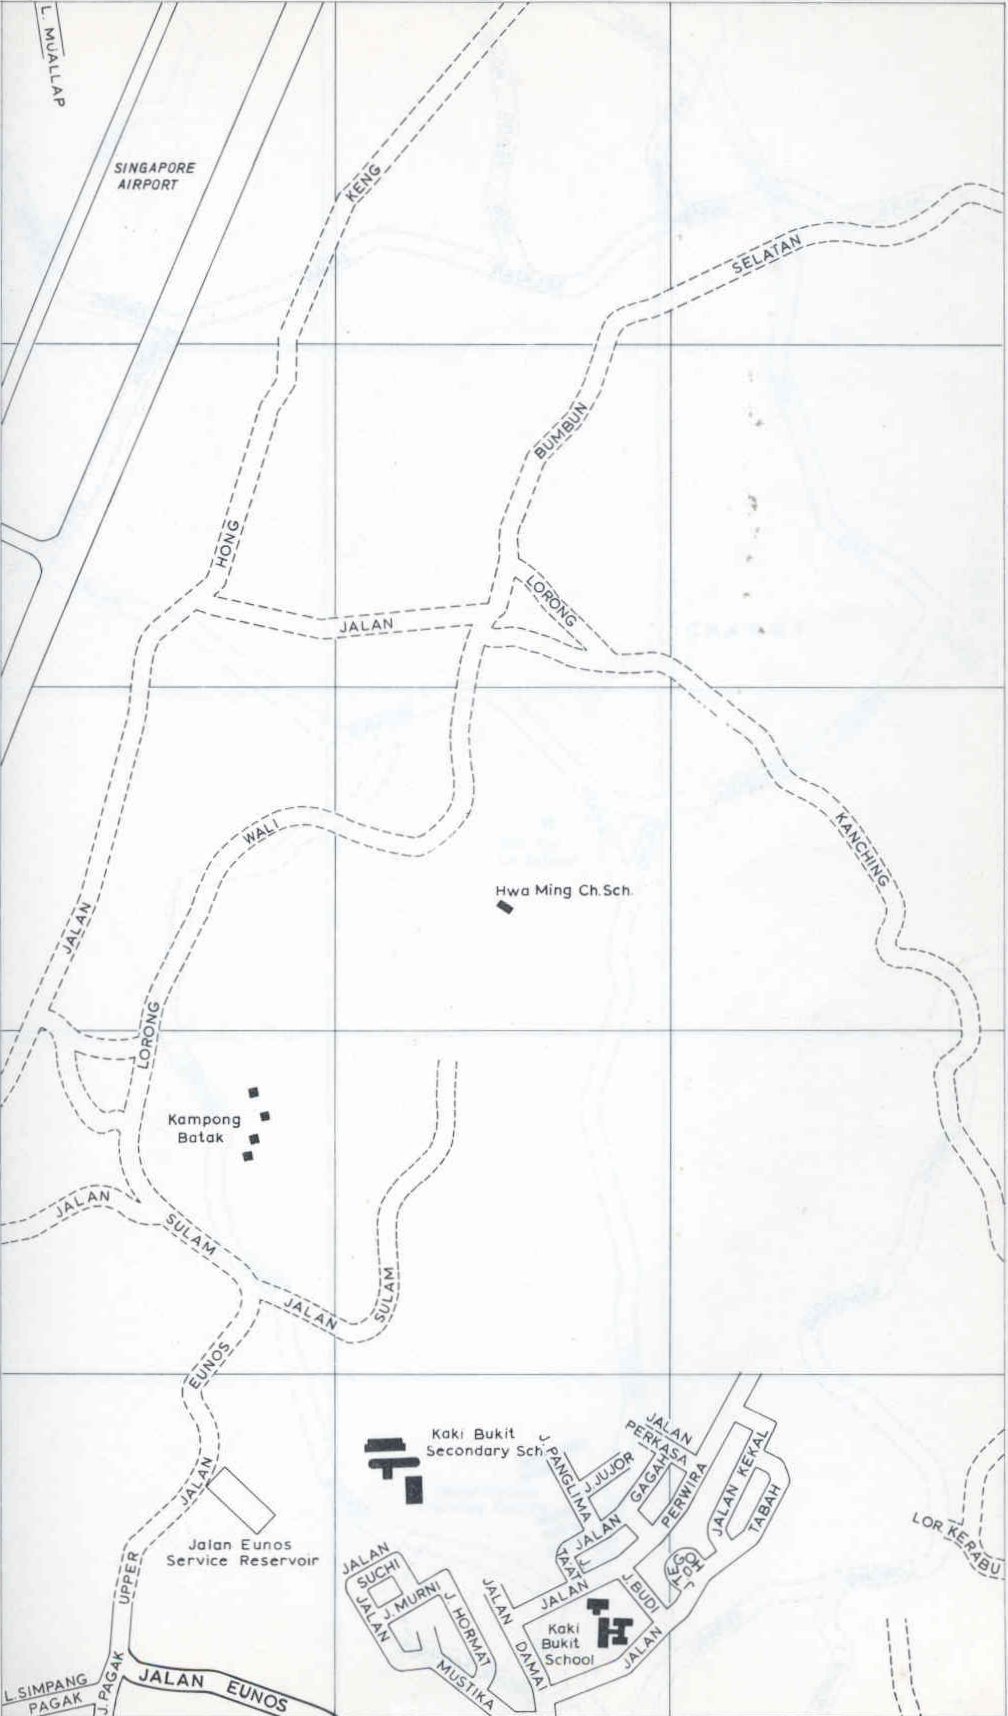 L. MUALLAP
SINGAPORE
AIRPORT
KENG
SELATAN
BUMBUN
HONG
LORONG
JALAN
WALI
KANCHING
Hwa Ming Ch. Sch.
JALAN
LORONG
Kampong
Batak
JALAN
SULAM
JALAN
SULAM
EUNOS
JALAN
UPPER
Jalan Eunos
Service Reservoir
Kaki Bukit
Secondary Sch.
J. PANGLIMA
J. JUJOR
JALAN
PERKASA
GAGAH
JALAN
PERWIRA
JALAN KEKAL
TABAH
LOR. KERABU
J.
TAAT
J. TEGOH
JALAN
SUCHI
J. MURNI
JALAN
J. HORMAT
MUSTIKA
JALAN
DAMAI
JALAN
J. BUDI
Kaki
Bukit
School
JALAN
L. SIMPANG
PAGAK
J. PAGAK
JALAN EUNOS